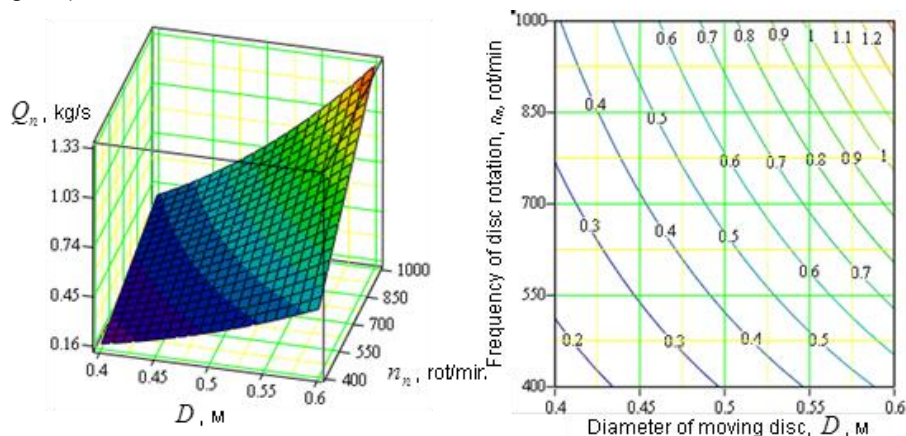 Q_n , kg/s
1.33
1.03
0.74
0.45
0.16
0.4
0.45
0.5
0.55
0.6
D , м
1000
850
700
550
400
n_n , rot/mir.
Frequency of disc rotation, n_n, rot/min
1000
850
700
550
400
0.6 0.7 0.8 0.9 1 1.1 1.2
0.4 0.5
0.6 0.7 0.8 0.9 1
0.3 0.4 0.5
0.6 0.7
0.2 0.3 0.4 0.5
0.4 0.45 0.5 0.55 0.6
Diameter of moving disc, D , м